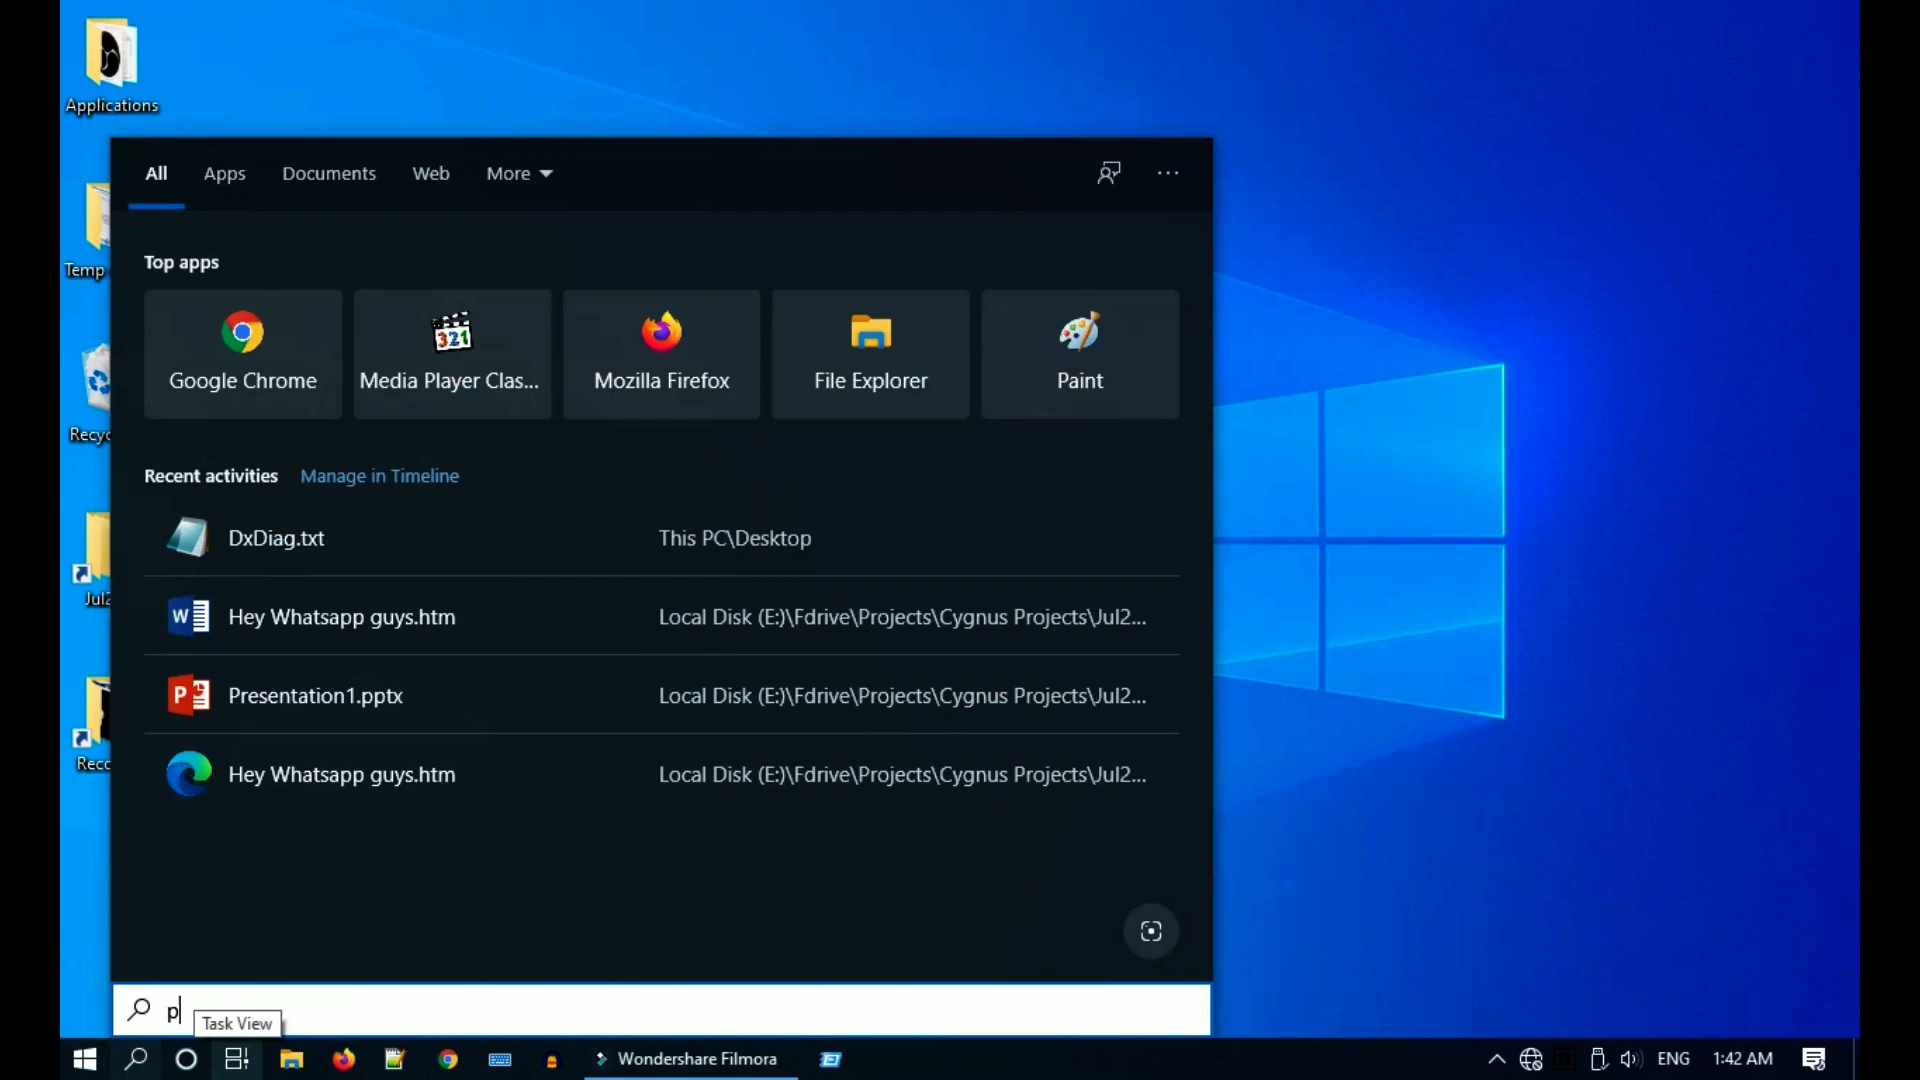 Applications
Temp
Recyc
Jul2
Reco
All
Apps
Documents
Web
More
Top apps
Google Chrome
Media Player Clas...
Mozilla Firefox
File Explorer
Paint
Recent activities
Manage in Timeline
DxDiag.txt
This PC\Desktop
Hey Whatsapp guys.htm
Local Disk (E:)\Fdrive\Projects\Cygnus Projects\Jul2...
Presentation1.pptx
Local Disk (E:)\Fdrive\Projects\Cygnus Projects\Jul2...
Hey Whatsapp guys.htm
Local Disk (E:)\Fdrive\Projects\Cygnus Projects\Jul2...
p
Task View
Wondershare Filmora
ENG
1:42 AM